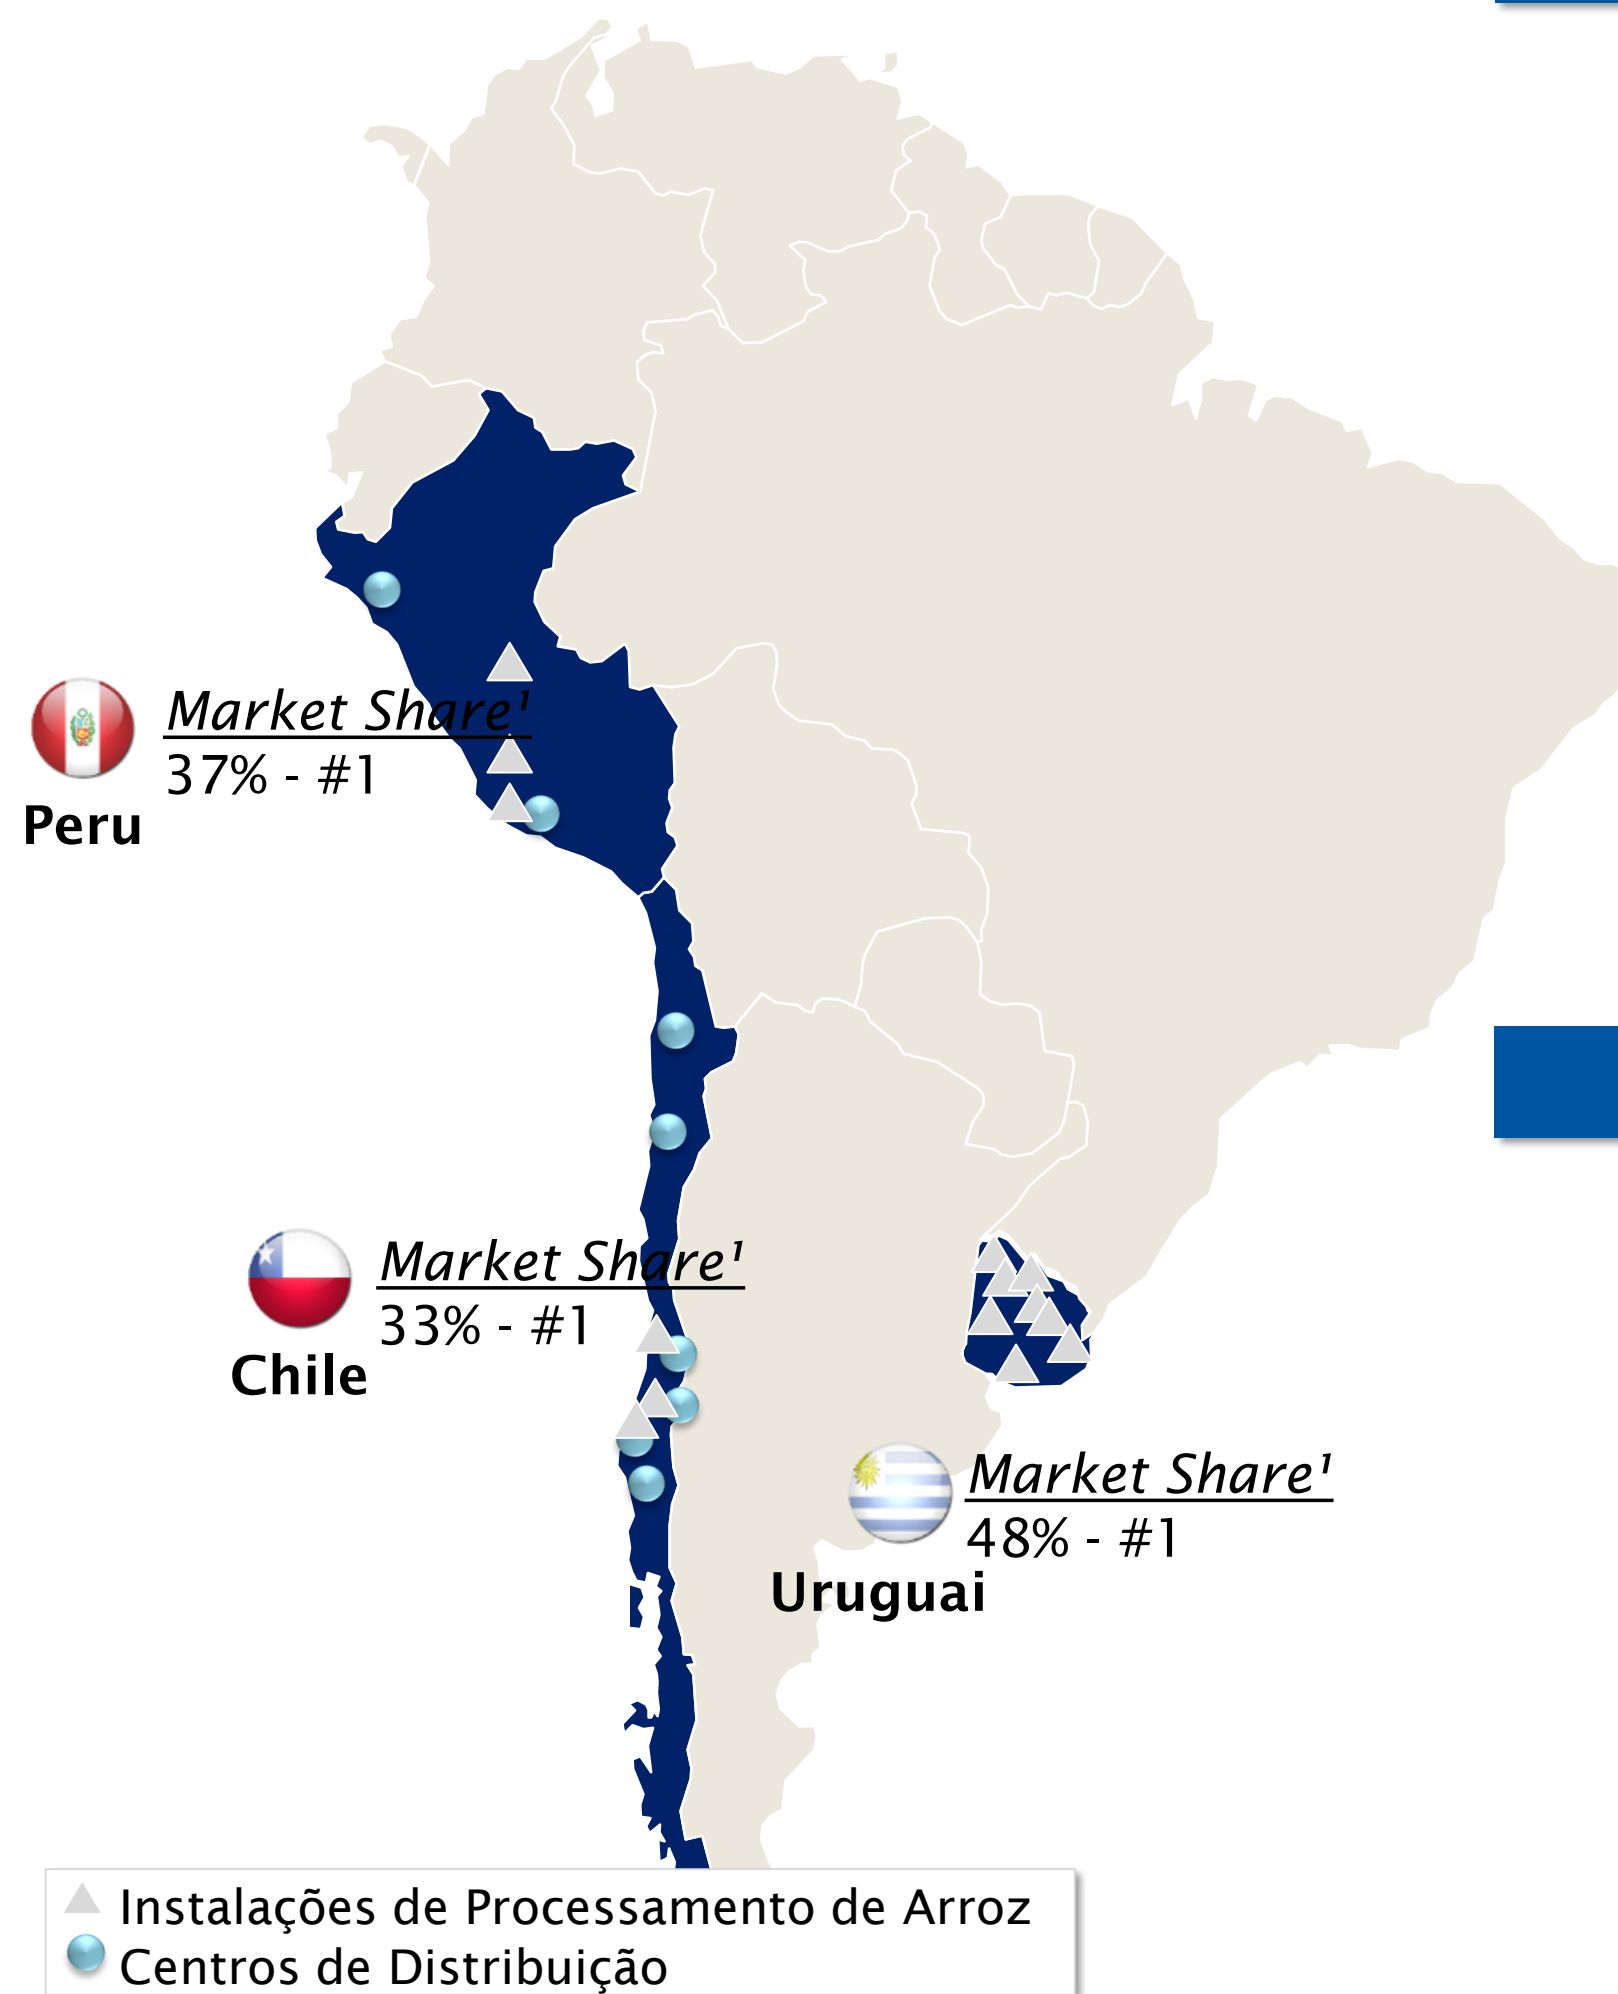 Market Share¹
37% - #1
Peru
Market Share¹
33% - #1
Chile
Market Share¹
48% - #1
Uruguai
Instalações de Processamento de Arroz
Centros de Distribuição